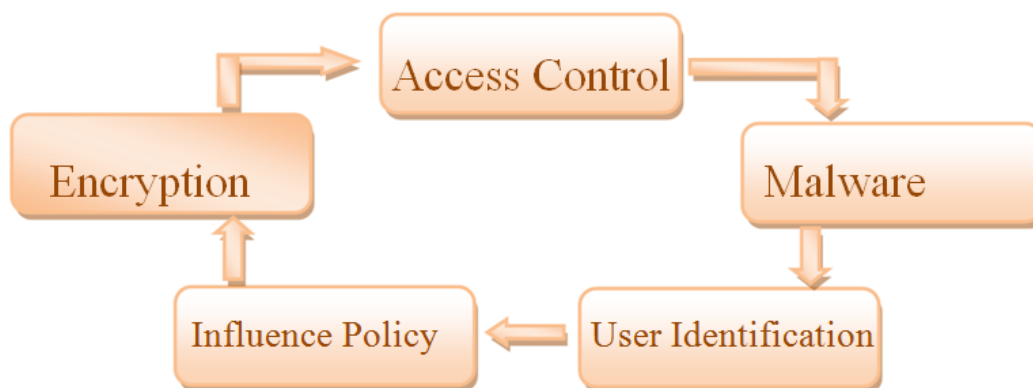 Access Control
Encryption
Malware
Influence Policy
User Identification